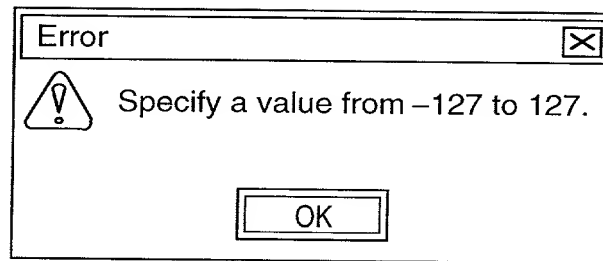 Error
Specify a value from –127 to 127.
OK